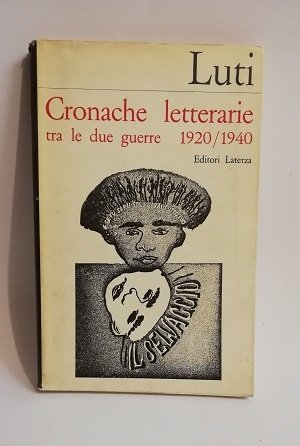 Luti
Cronache letterarie
tra le due guerre 1920/1940
Editori Laterza
IL SELVAGGIO